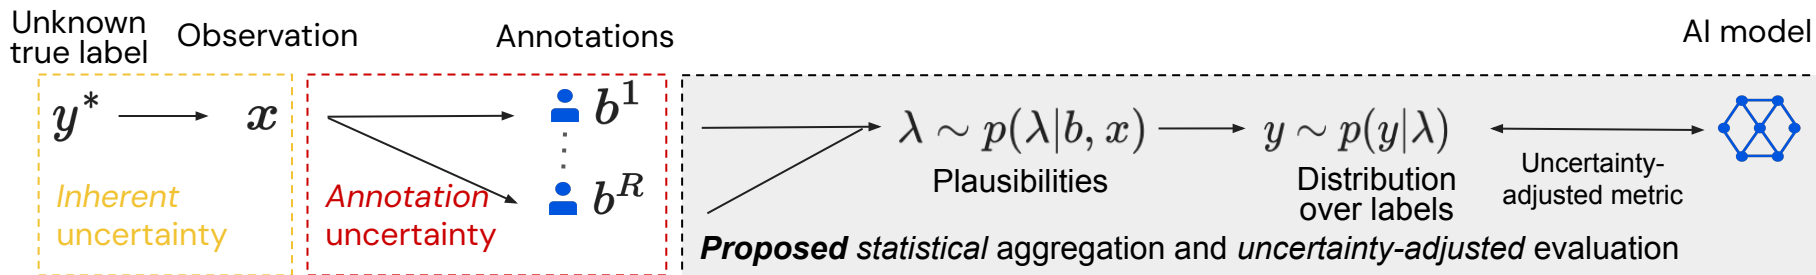 Unknown
true label
Observation
Annotations
AI model
y*
x
b^1
b^R
λ ∼ p(λ|b, x)
y ∼ p(y|λ)
Plausibilities
Distribution
over labels
Uncertainty-
adjusted metric
Inherent
uncertainty
Annotation
uncertainty
Proposed statistical aggregation and uncertainty-adjusted evaluation